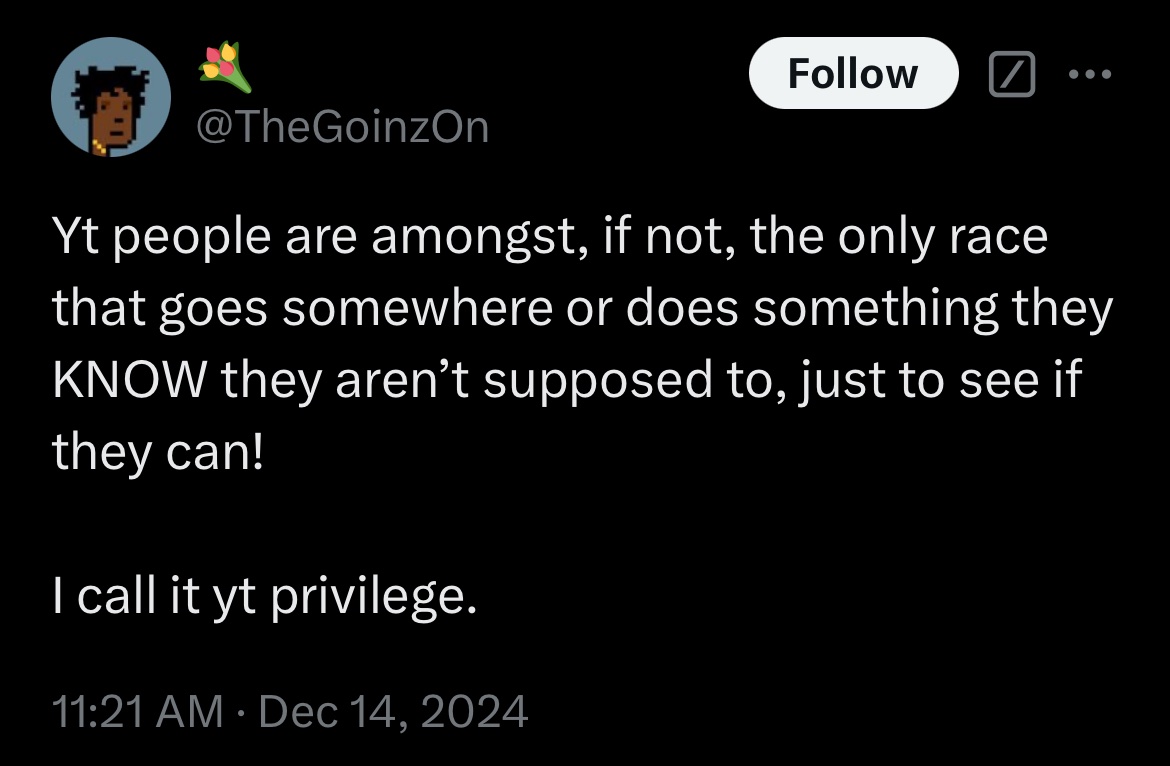 💐
Follow
@TheGoinzOn
Yt people are amongst, if not, the only race
that goes somewhere or does something they
KNOW they aren’t supposed to, just to see if
they can!
I call it yt privilege.
11:21 AM · Dec 14, 2024